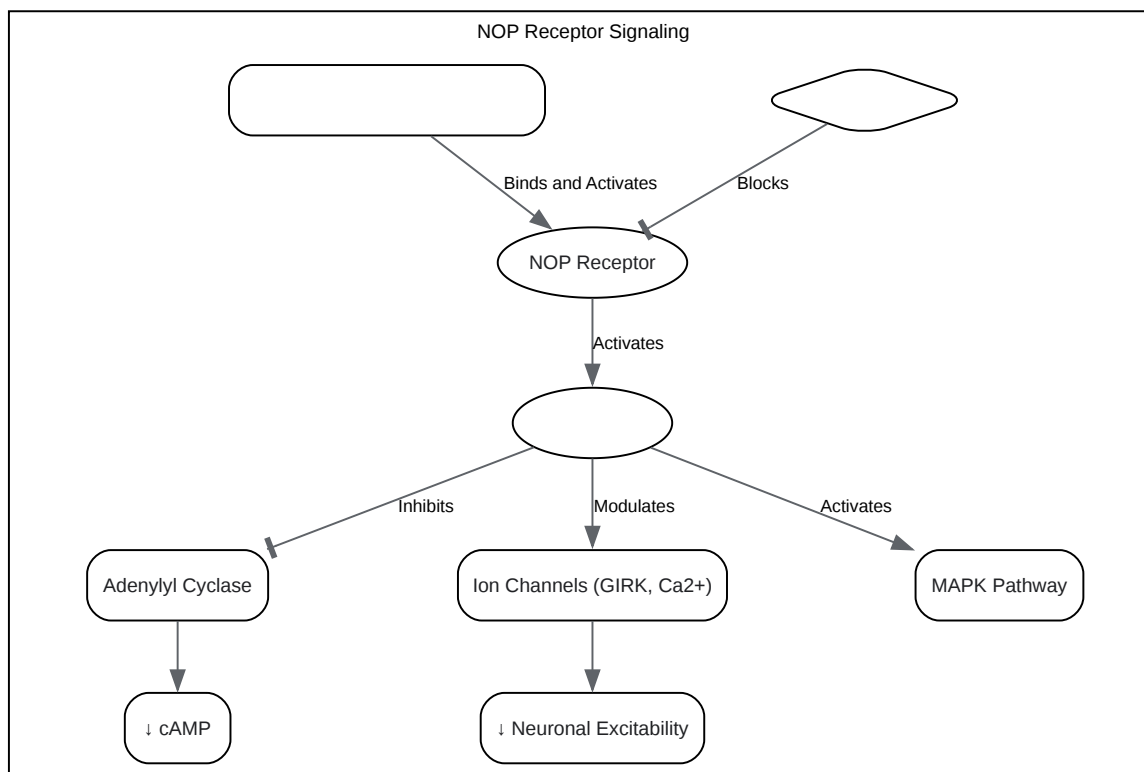 NOP Receptor Signaling
Binds and Activates
Blocks
NOP Receptor
Activates
Inhibits
Modulates
Activates
Adenylyl Cyclase
Ion Channels (GIRK, Ca2+)
MAPK Pathway
↓ cAMP
↓ Neuronal Excitability